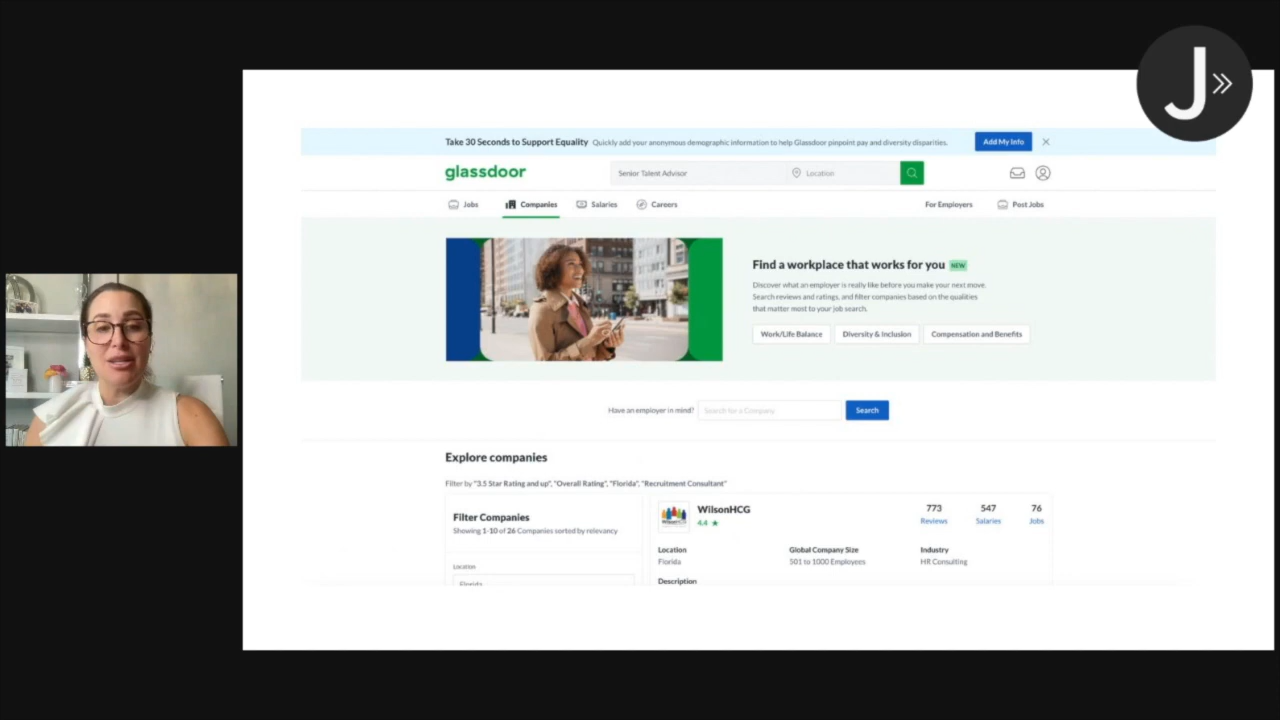 J»
Take 30 Seconds to Support Equality Quickly add your anonymous demographic information to help Glassdoor pinpoint pay and diversity disparities. Add My Info
glassdoor Senior Talent Advisor Location
Jobs Companies Salaries Careers For Employers Post Jobs
Find a workplace that works for you NEW
Discover what an employer is really like before you make your next move.
Search reviews and ratings, and filter companies based on the qualities
that matter most to your job search.
Work/Life Balance Diversity & Inclusion Compensation and Benefits
Have an employer in mind? Search for a Company Search
Explore companies
Filter by "3.5 Star Rating and up", "Overall Rating", "Florida", "Recruitment Consultant"
Filter Companies
Showing 1-10 of 26 Companies sorted by relevancy
Location
Florida
WilsonHCG
WilsonHCG
4.4 ★
773 547 76
Reviews Salaries Jobs
Location Global Company Size Industry
Florida 501 to 1000 Employees HR Consulting
Description